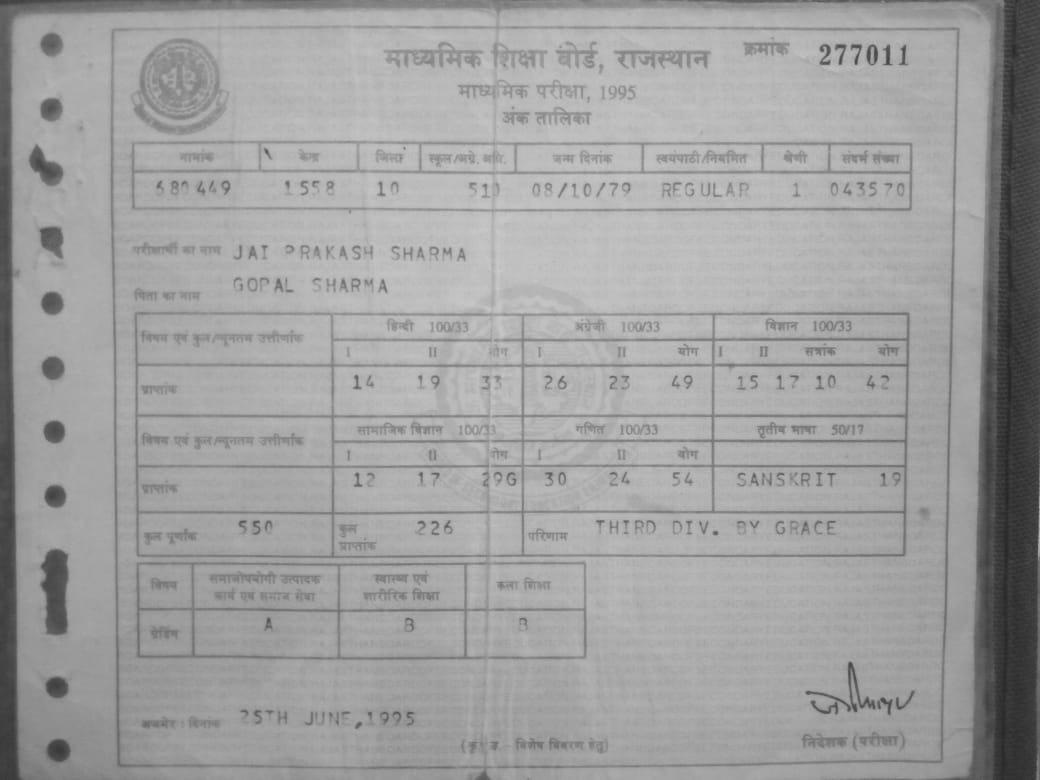 माध्यमिक शिक्षा बोर्ड, राजस्थान
क्रमांक 277011
माध्यमिक परीक्षा, 1995
अंक तालिका
नामांक केन्द्र जिला स्कूल/अग्रे. अधि. जन्म दिनांक स्वयंपाठी/नियमित श्रेणी संदर्भ संख्या
680449 1558 10 510 08/10/79 REGULAR 1 043570
परीक्षार्थी का नाम JAI PRAKASH SHARMA
पिता का नाम GOPAL SHARMA
विषय एवं कुल/न्यूनतम उत्तीर्णांक हिन्दी 100/33 अंग्रेजी 100/33 विज्ञान 100/33
I II योग I II योग I II सत्रांक योग
प्राप्तांक 14 19 33 26 23 49 15 17 10 42
विषय एवं कुल/न्यूनतम उत्तीर्णांक सामाजिक विज्ञान 100/33 गणित 100/33 तृतीय भाषा 50/17
I II योग I II योग
प्राप्तांक 12 17 29G 30 24 54 SANSKRIT 19
कुल पूर्णांक 550 कुल प्राप्तांक 226 परिणाम THIRD DIV. BY GRACE
विषय समाजोपयोगी उत्पादक कार्य एवं समाज सेवा स्वास्थ्य एवं शारीरिक शिक्षा कला शिक्षा
ग्रेडिंग A B B
अजमेर : दिनांक 25TH JUNE,1995
(कृ. उ. - विशेष विवरण हेतु)
निदेशक (परीक्षा)